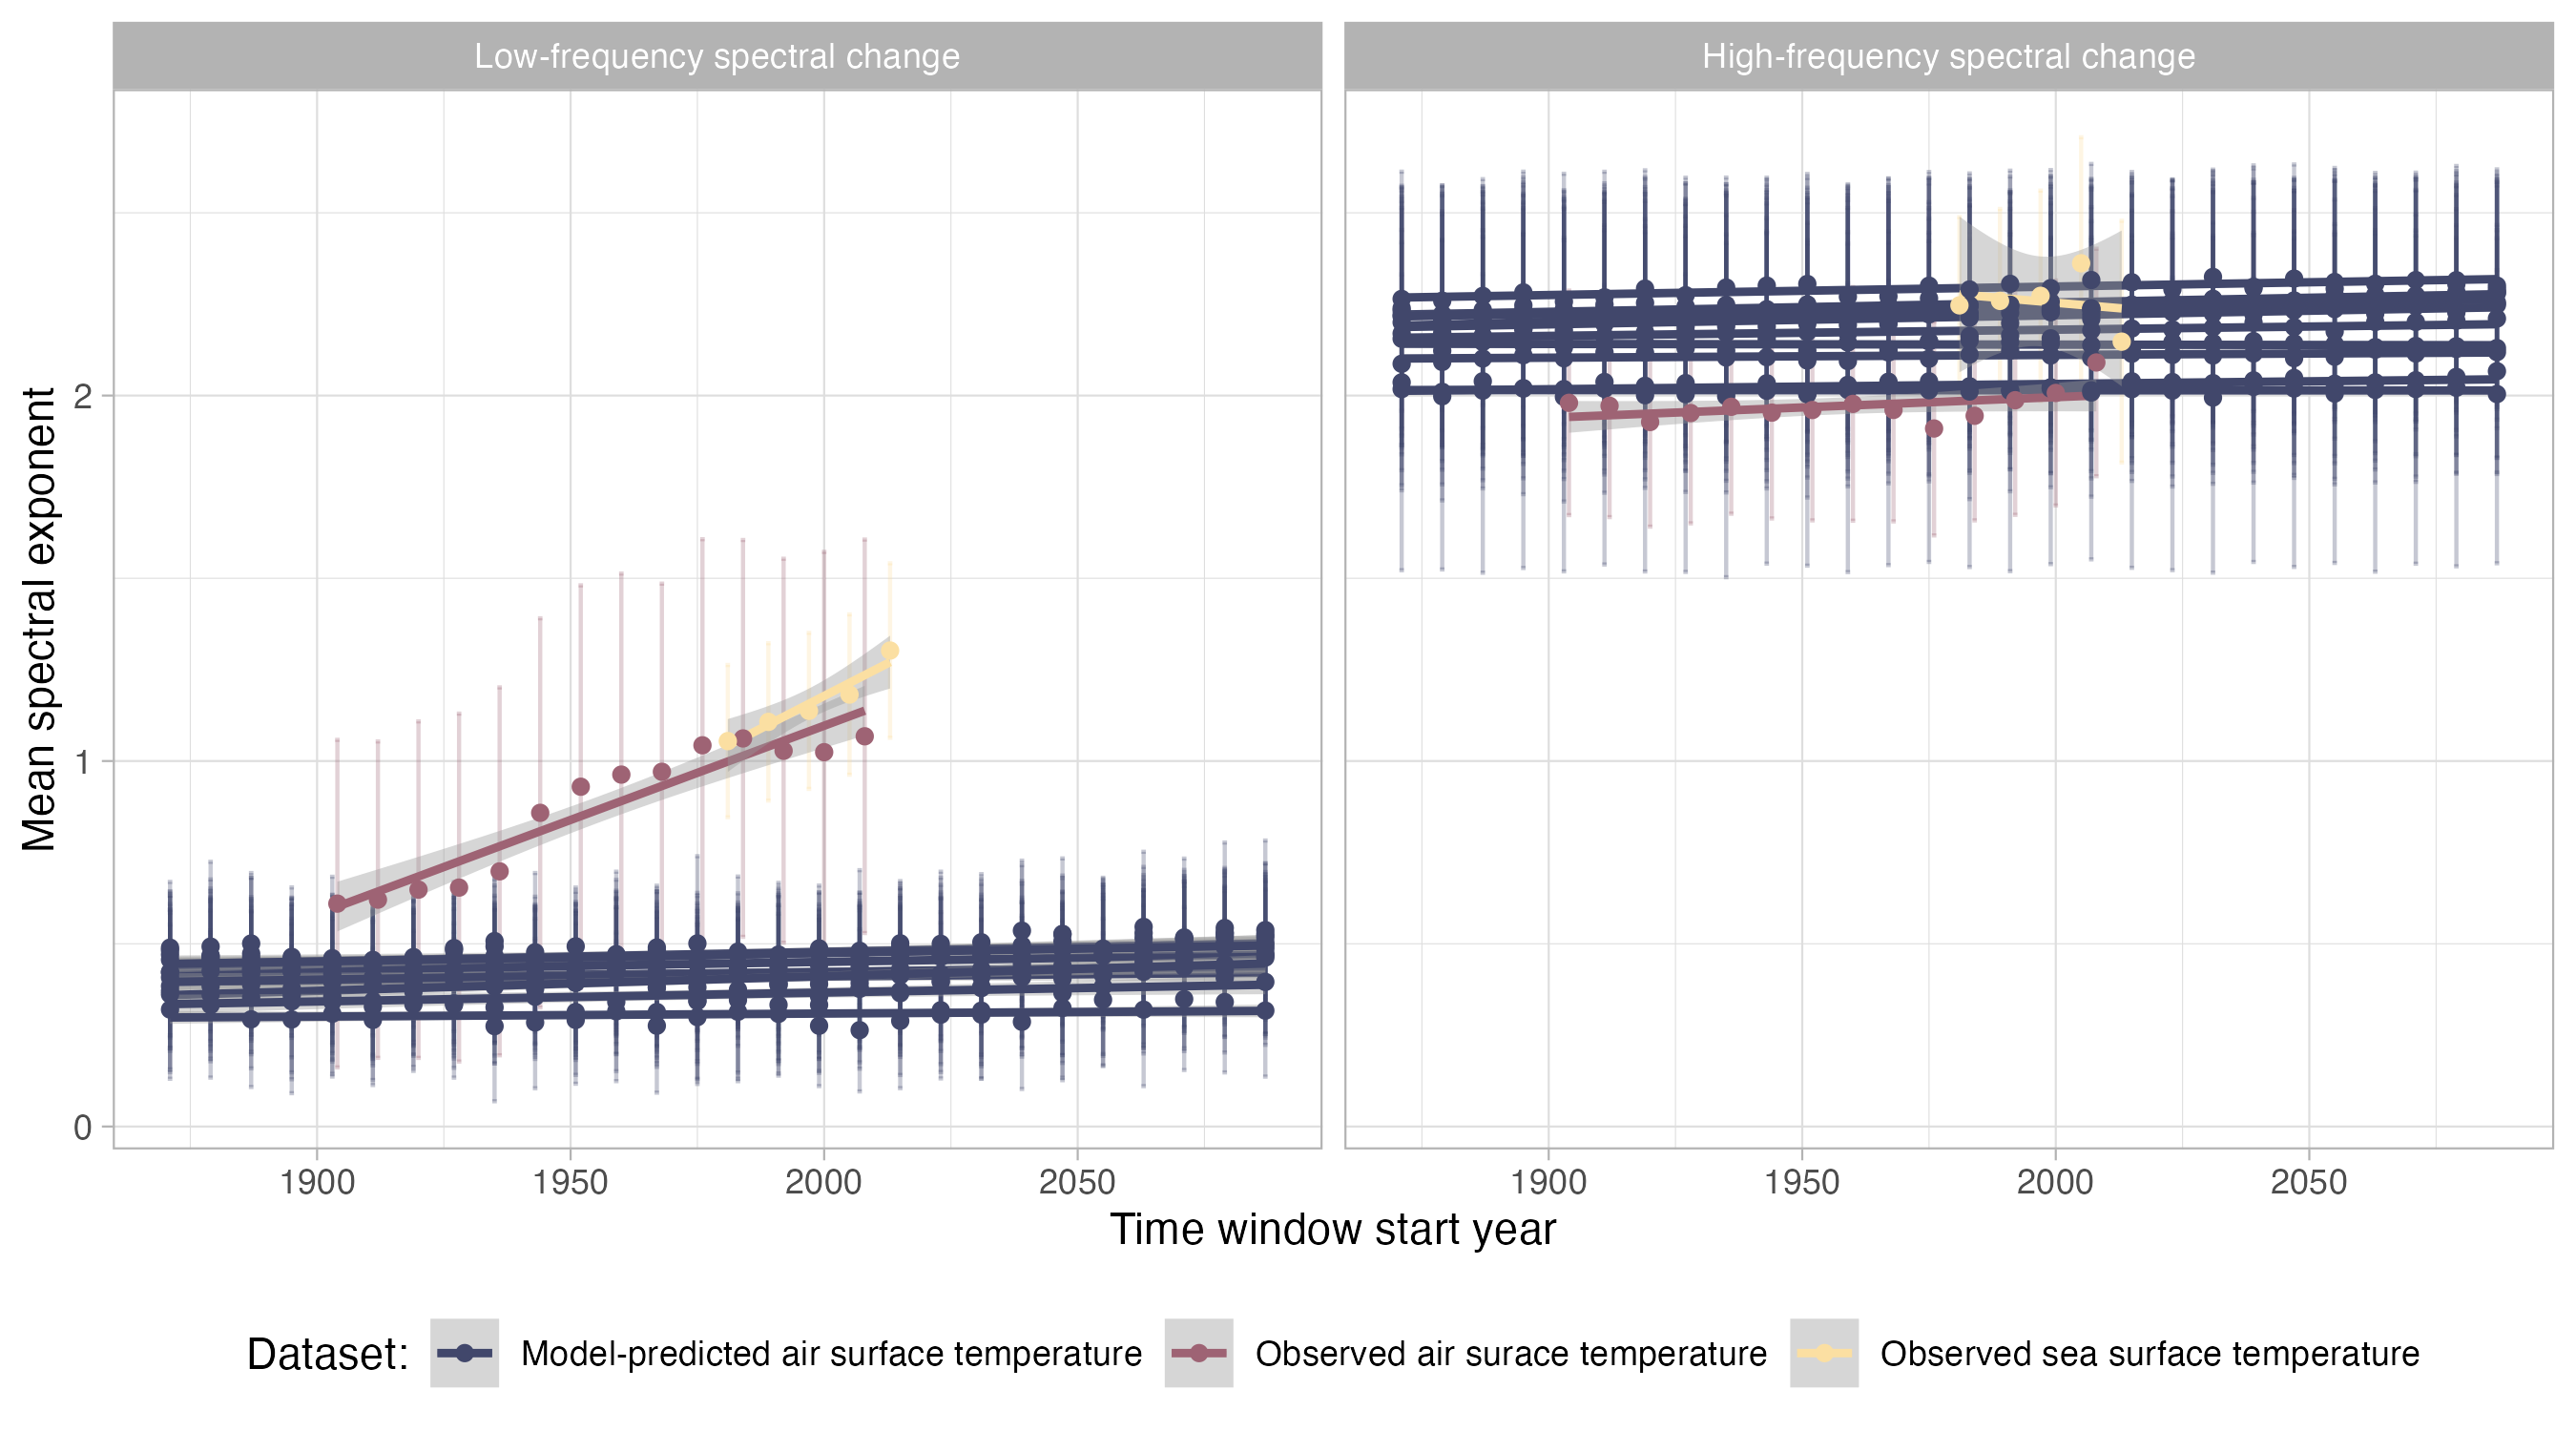 Low-frequency spectral change
High-frequency spectral change
Mean spectral exponent
2
1
0
1900 1950 2000 2050
1900 1950 2000 2050
Time window start year
Dataset: Model-predicted air surface temperature Observed air surace temperature Observed sea surface temperature